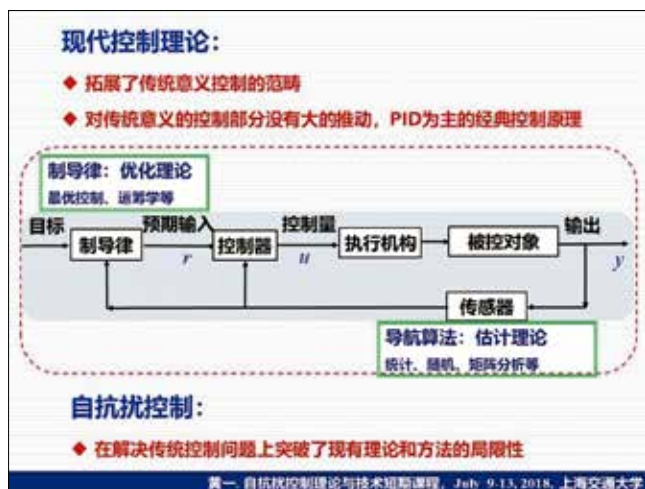 现代控制理论：
◆ 拓展了传统意义控制的范畴
◆ 对传统意义的控制部分没有大的推动，PID为主的经典控制原理
制导律：优化理论
最优控制、运筹学等
目标
预期输入
控制量
输出
制导律
r
控制器
u
执行机构
被控对象
y
传感器
导航算法：估计理论
统计、随机、矩阵分析等
自抗扰控制：
◆ 在解决传统控制问题上突破了现有理论和方法的局限性
黄一, 自抗扰控制理论与技术短期课程, July 9-13, 2018, 上海交通大学